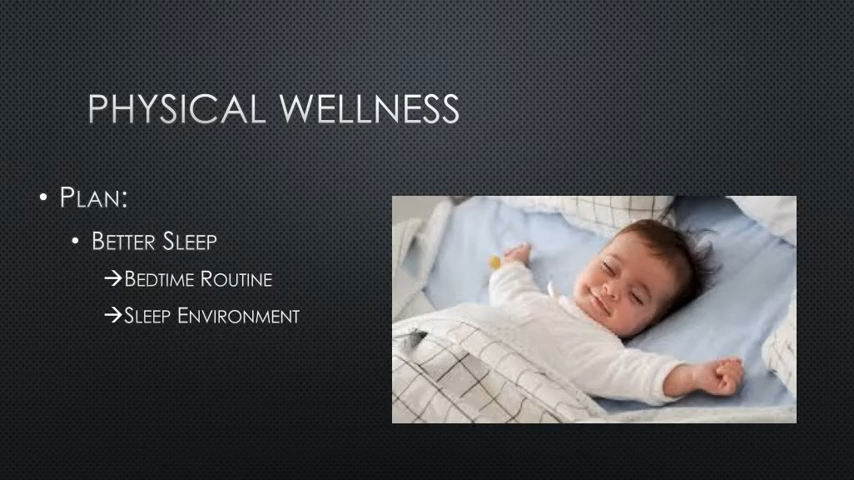 PHYSICAL WELLNESS
• PLAN:
• BETTER SLEEP
→BEDTIME ROUTINE
→SLEEP ENVIRONMENT